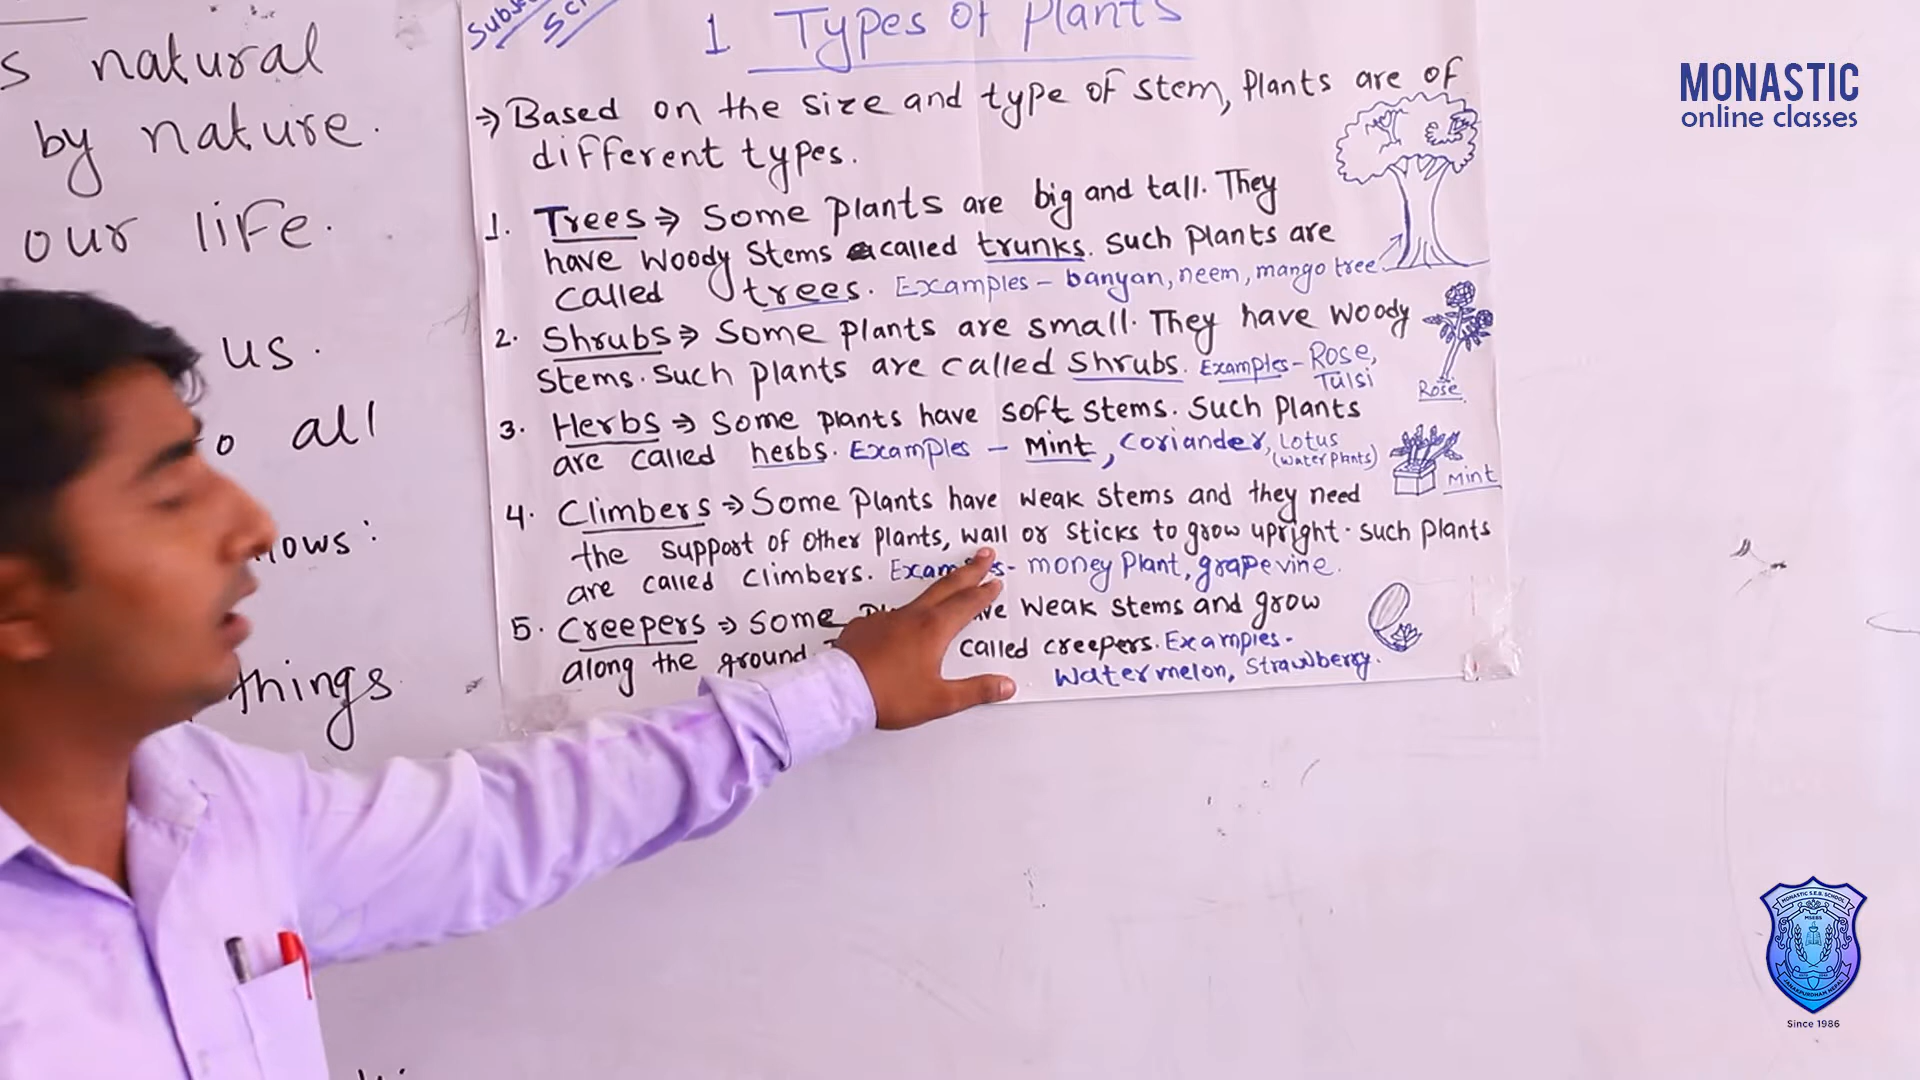 s natural
by nature.
our life.
us.
all
things
1 Types of Plants
⇒ Based on the size and type of stem, Plants are of
different types.
1. Trees ⇒ Some plants are big and tall. They
have woody stems called trunks. Such plants are
called trees. Examples – banyan, neem, mango tree
2. Shrubs ⇒ Some plants are small. They have woody
stems. Such plants are called Shrubs. Examples – Rose,
Tulsi
Rose
3. Herbs ⇒ Some plants have soft stems. Such plants
are called herbs. Examples – Mint, Coriander, Lotus
(Water Plants)
Mint
4. Climbers ⇒ Some plants have weak stems and they need
the support of other plants, wall or sticks to grow upright. Such plants
are called climbers. Examples - money plant, grapevine.
5. Creepers ⇒ Some have weak stems and grow
along the ground. called creepers. Examples -
Watermelon, Strawberry.
MONASTIC
online classes
MONASTIC S.E.B. SCHOOL
JANAKPURDHAM NEPAL
Since 1986